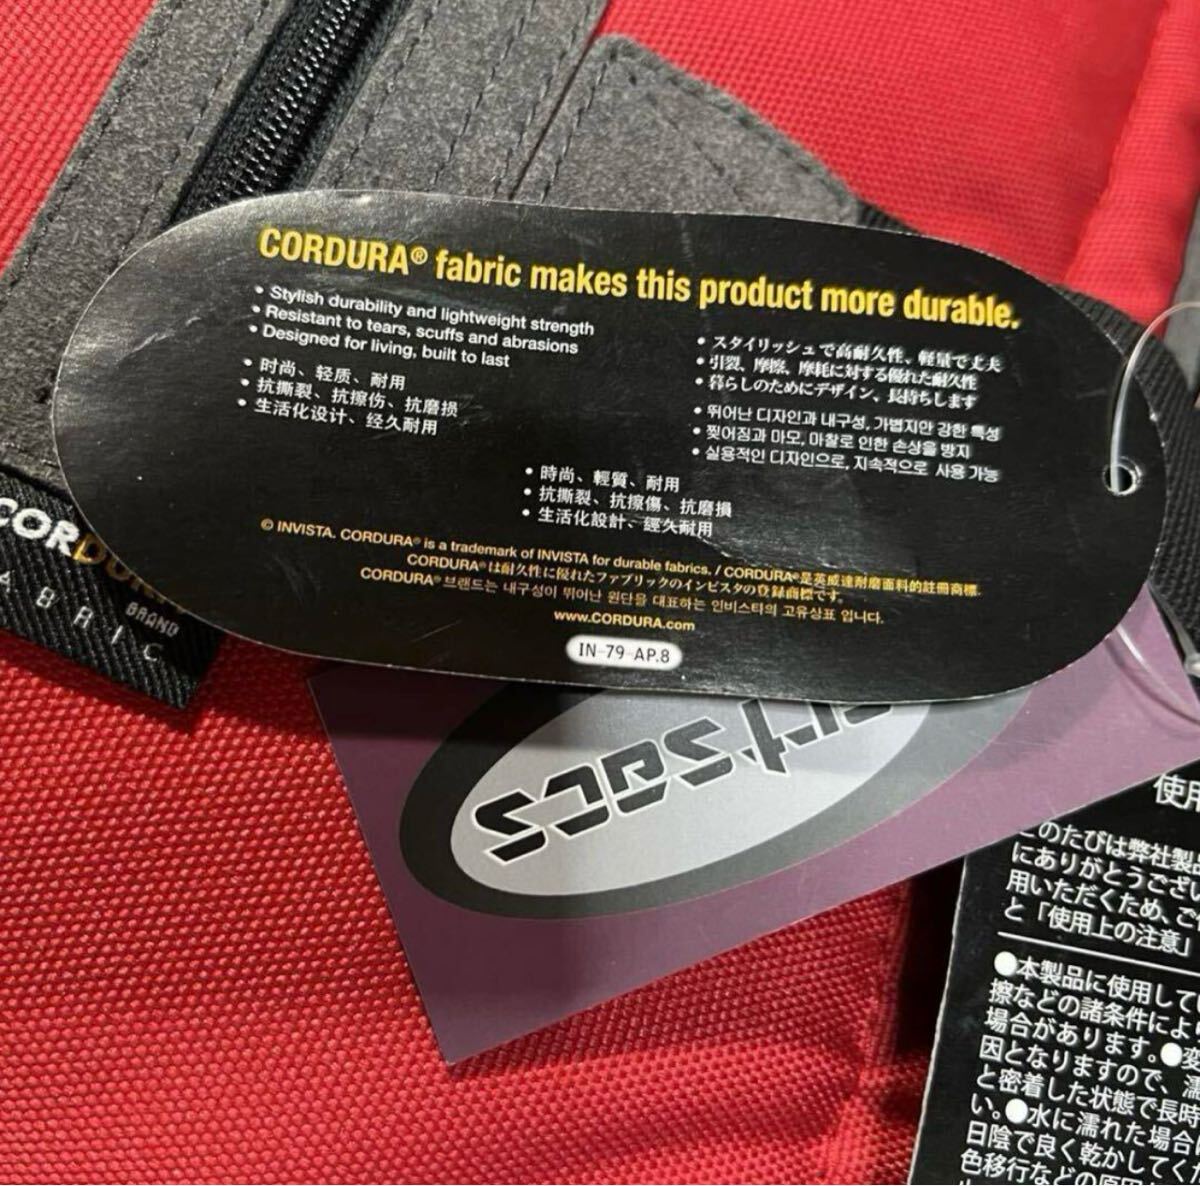 CORDURA® fabric makes this product more durable.
• Stylish durability and lightweight strength
• Resistant to tears, scuffs and abrasions
• Designed for living, built to last
• 时尚、轻质、耐用
• 抗撕裂、抗擦伤、抗磨损
• 生活化设计、经久耐用
• スタイリッシュで高耐久性、軽量で丈夫
• 引裂、摩擦、摩耗に対する優れた耐久性
• 暮らしのためにデザイン、長持ちします
• 뛰어난 디자인과 내구성, 가볍지만 강한 특성
• 찢어짐과 마모, 마찰로 인한 손상을 방지
• 실용적인 디자인으로, 지속적으로 사용 가능
• 時尚、輕質、耐用
• 抗撕裂、抗擦傷、抗磨損
• 生活化設計、經久耐用
© INVISTA. CORDURA® is a trademark of INVISTA for durable fabrics. / CORDURA®是英威達耐磨面料的註冊商標.
CORDURA®は耐久性に優れたファブリックのインビスタの登録商標です。
CORDURA® 브랜드는 내구성이 뛰어난 원단을 대표하는 인비스타의 고유상표 입니다.
www.CORDURA.com
IN-79-AP.8
BRAND
ABRIC
artsacs
使用
このたびは弊社製品
にありがとうござい
用いただくため、ご
と「使用上の注意」
●本製品に使用して
擦などの諸条件によ
場合があります。●変
因となりますので、濡
と密着した状態で長時
い。●水に濡れた場合は
日陰で良く乾かしてくだ
色移行などの原因